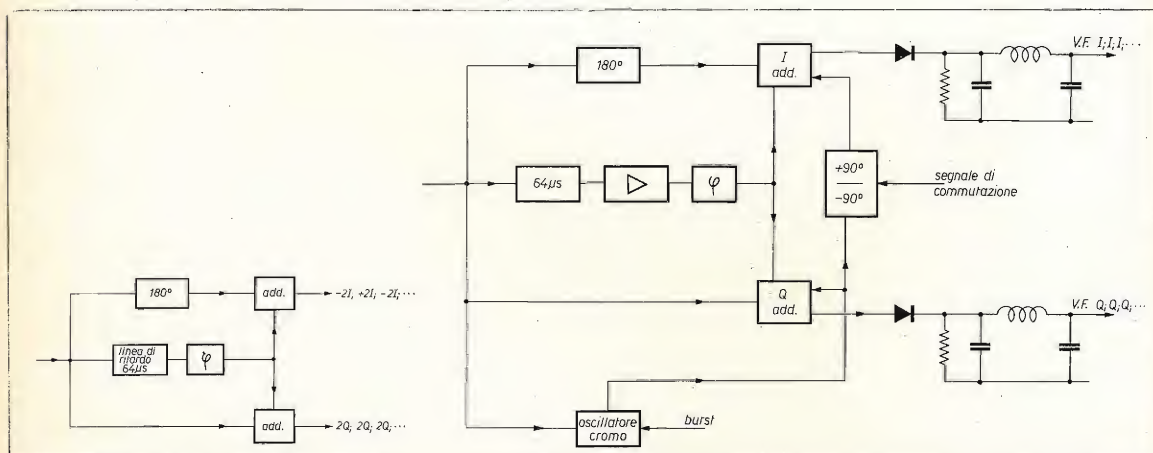 180°
add.
-2I, +2I; -2I;...
linea di
ritardo
64µs
φ
add.
2Q; 2Q; 2Q;...
180°
I
add.
V.F. I; I; I;...
64µs
φ
+90°
-90°
segnale di
commutazione
Q
add.
V.F. Q; Q; Q;...
oscillatore
cromo
burst